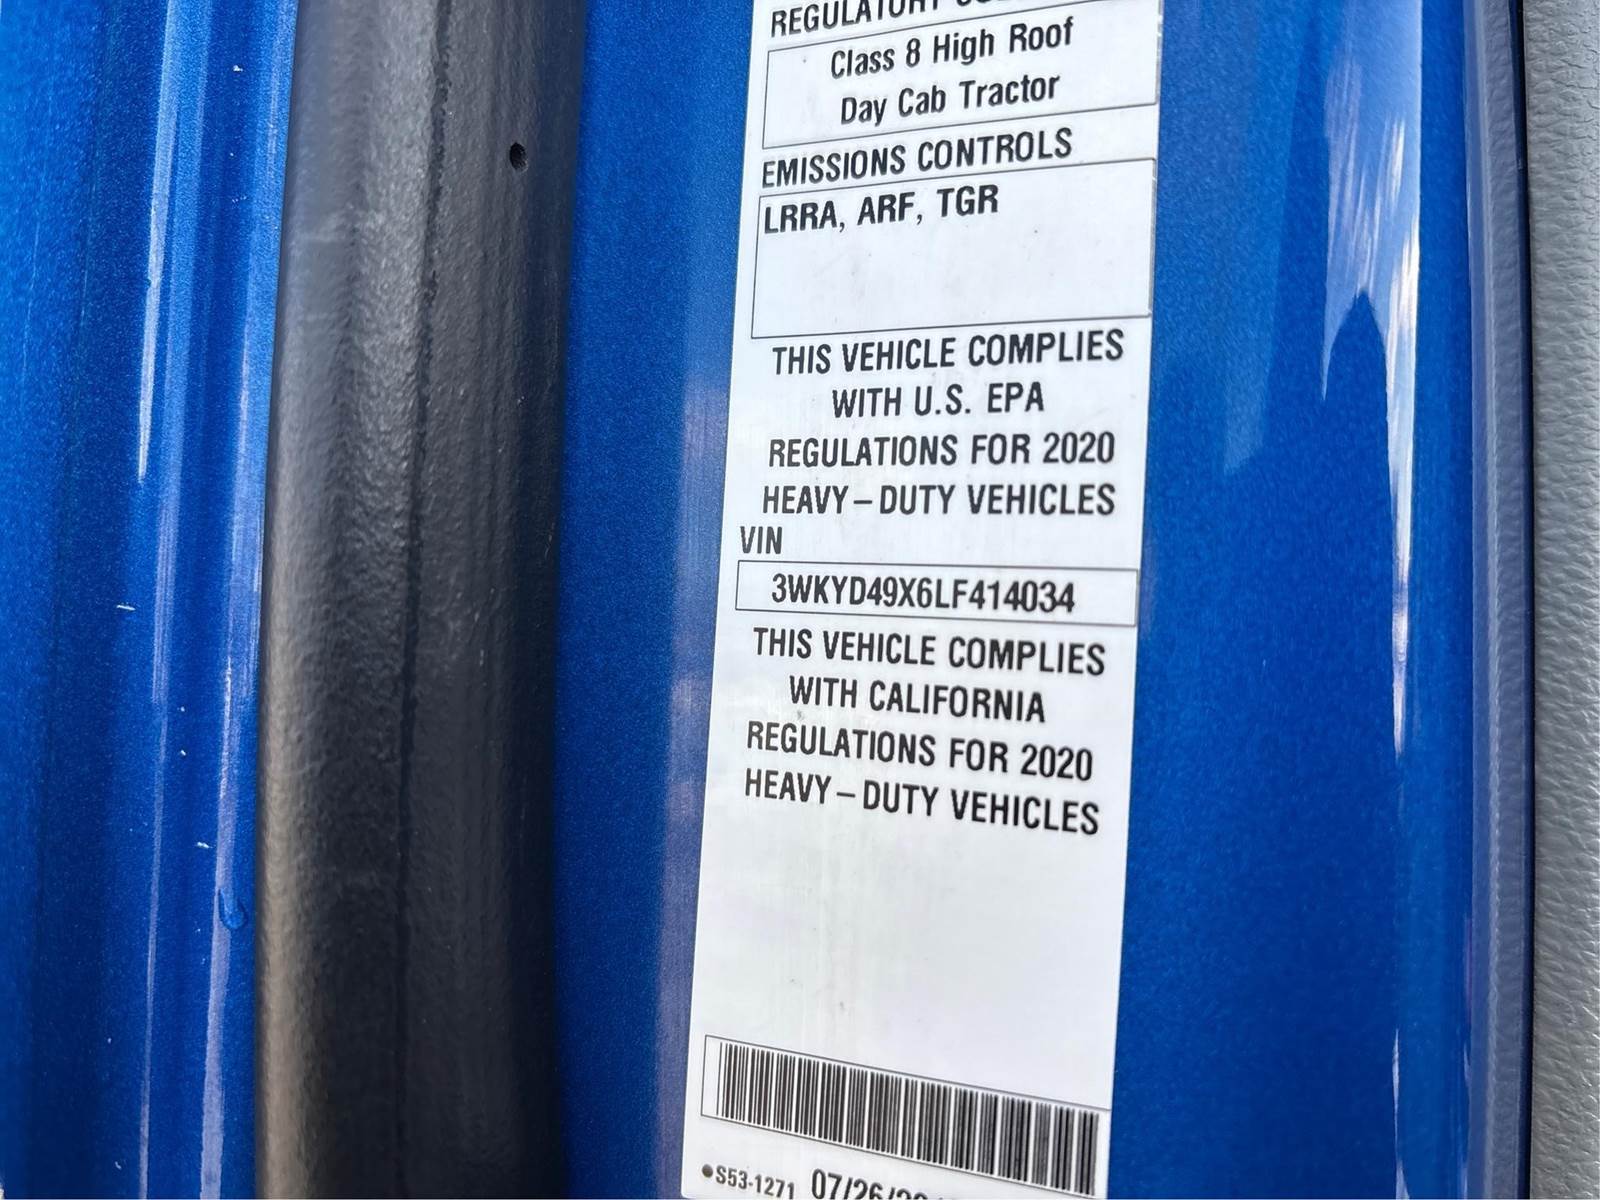 REGULATORY
Class 8 High Roof
Day Cab Tractor
EMISSIONS CONTROLS
LRRA, ARF, TGR
THIS VEHICLE COMPLIES
WITH U.S. EPA
REGULATIONS FOR 2020
HEAVY–DUTY VEHICLES
VIN
3WKYD49X6LF414034
THIS VEHICLE COMPLIES
WITH CALIFORNIA
REGULATIONS FOR 2020
HEAVY–DUTY VEHICLES
●S53-1271